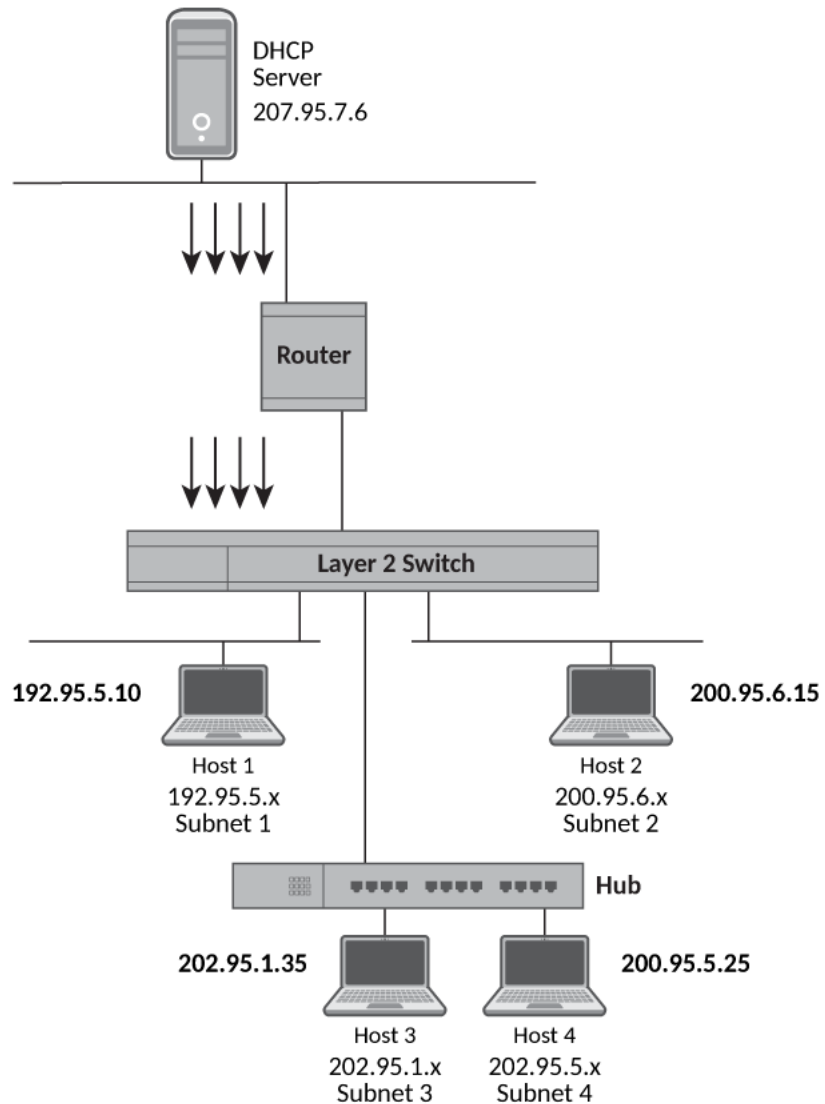 DHCP
Server
207.95.7.6
Router
Layer 2 Switch
192.95.5.10
200.95.6.15
Host 1
192.95.5.x
Subnet 1
Host 2
200.95.6.x
Subnet 2
Hub
202.95.1.35
200.95.5.25
Host 3
202.95.1.x
Subnet 3
Host 4
202.95.5.x
Subnet 4